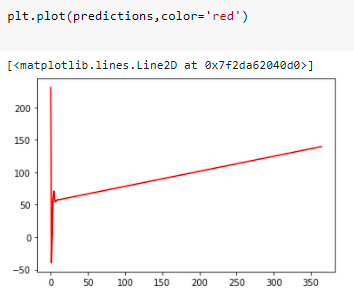 plt.plot(predictions,color='red')
[<matplotlib.lines.Line2D at 0x7f2da62040d0>]
200
150
100
50
0
−50
0 50 100 150 200 250 300 350